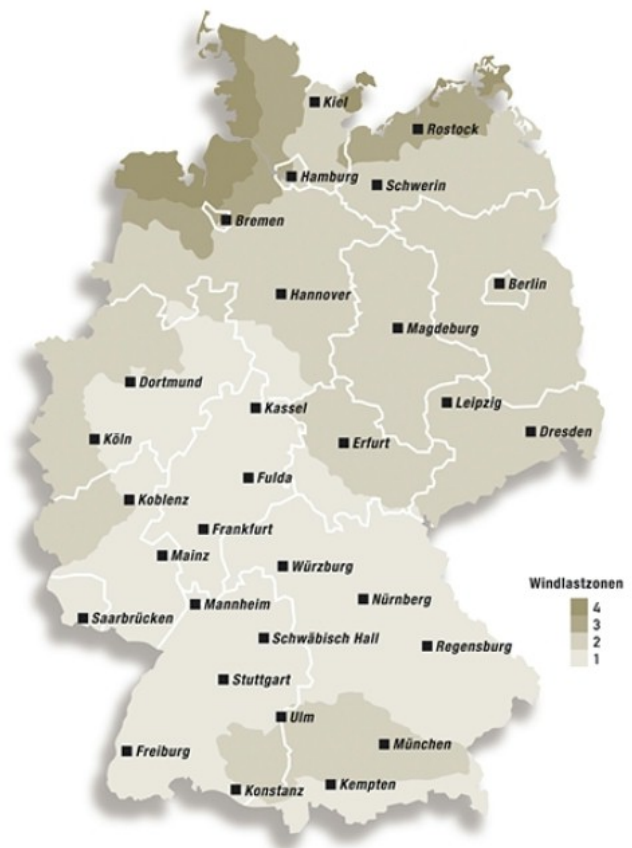 Kiel
Rostock
Hamburg
Schwerin
Bremen
Berlin
Hannover
Magdeburg
Dortmund
Leipzig
Kassel
Dresden
Köln
Erfurt
Fulda
Koblenz
Frankfurt
Mainz
Würzburg
Windlastzonen
4
3
2
1
Mannheim
Nürnberg
Saarbrücken
Schwäbisch Hall
Regensburg
Stuttgart
Ulm
München
Freiburg
Kempten
Konstanz